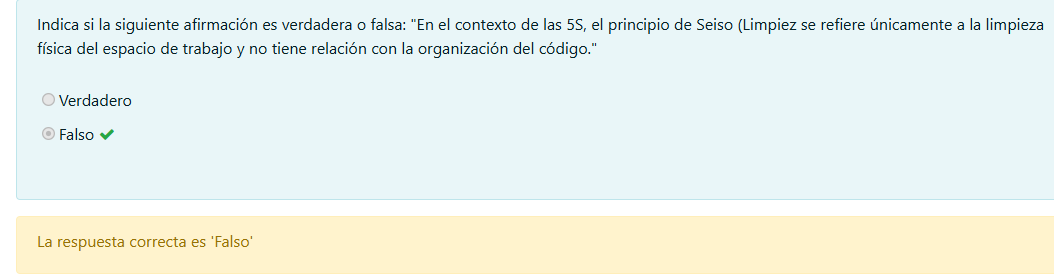 Indica si la siguiente afirmación es verdadera o falsa: "En el contexto de las 5S, el principio de Seiso (Limpiez se refiere únicamente a la limpieza
física del espacio de trabajo y no tiene relación con la organización del código."
Verdadero
Falso
La respuesta correcta es 'Falso'